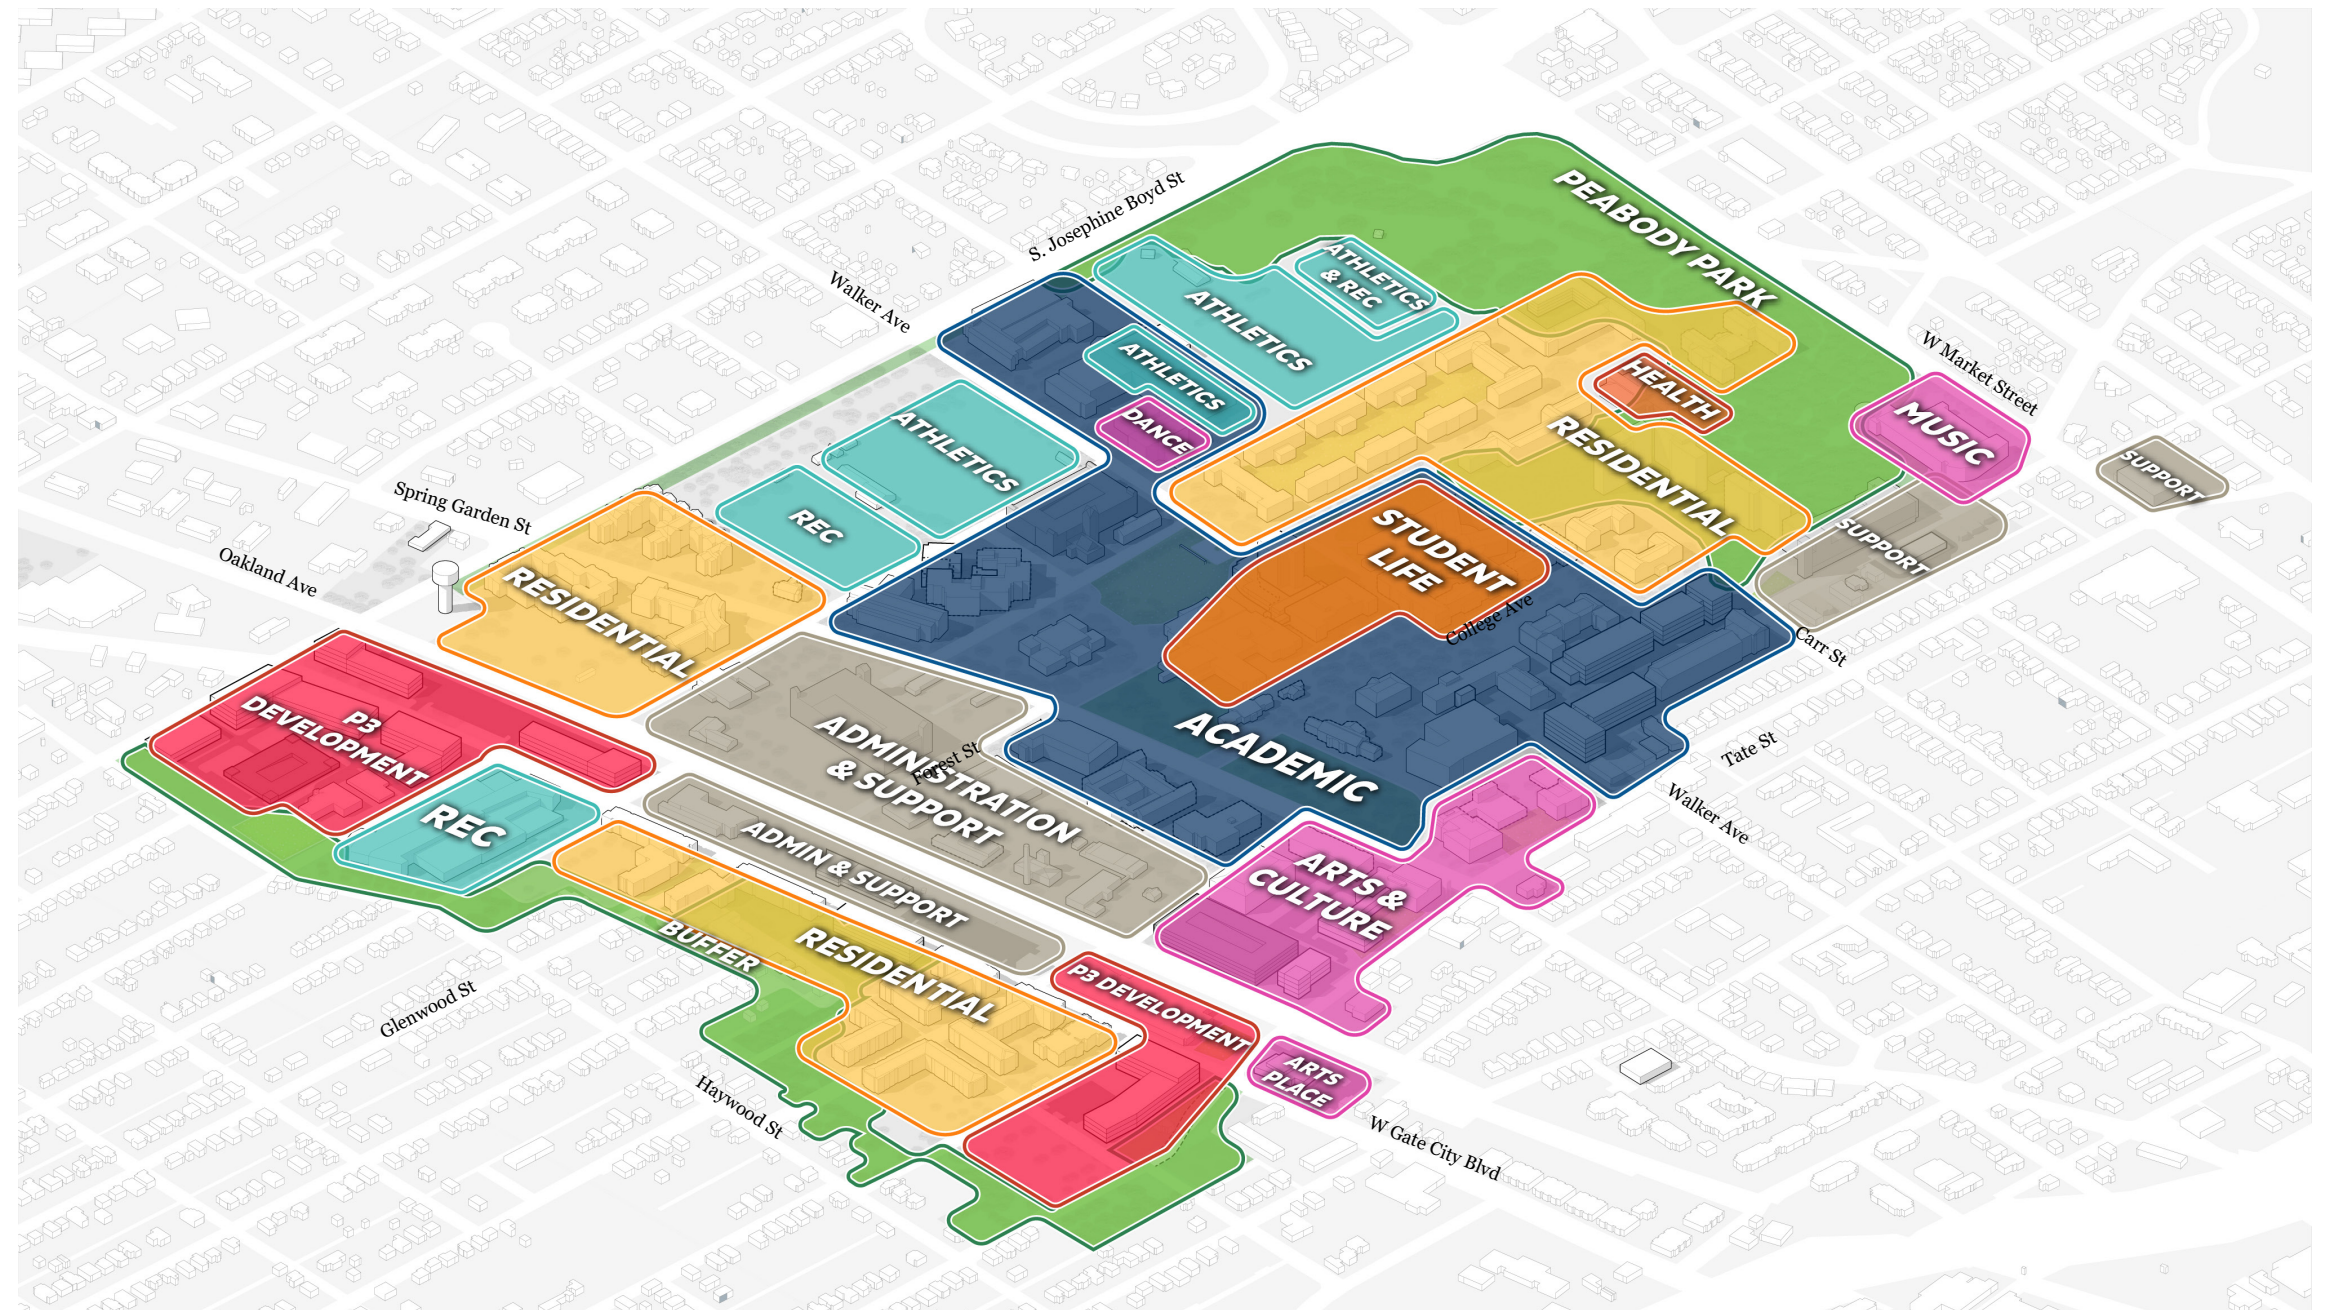 PEABODY PARK
S. Josephine Boyd St
ATHLETICS
& REC
Walker Ave
ATHLETICS
W Market Street
ATHLETICS
HEALTH
DANCE
MUSIC
ATHLETICS
RESIDENTIAL
SUPPORT
Spring Garden St
REC
STUDENT
LIFE
SUPPORT
Oakland Ave
RESIDENTIAL
College Ave
Carr St
P3
DEVELOPMENT
ACADEMIC
Tate St
ADMINISTRATION
& SUPPORT
Forest St
REC
Walker Ave
ADMIN & SUPPORT
ARTS &
CULTURE
BUFFER
RESIDENTIAL
P3 DEVELOPMENT
Glenwood St
ARTS
PLACE
Haywood St
W Gate City Blvd